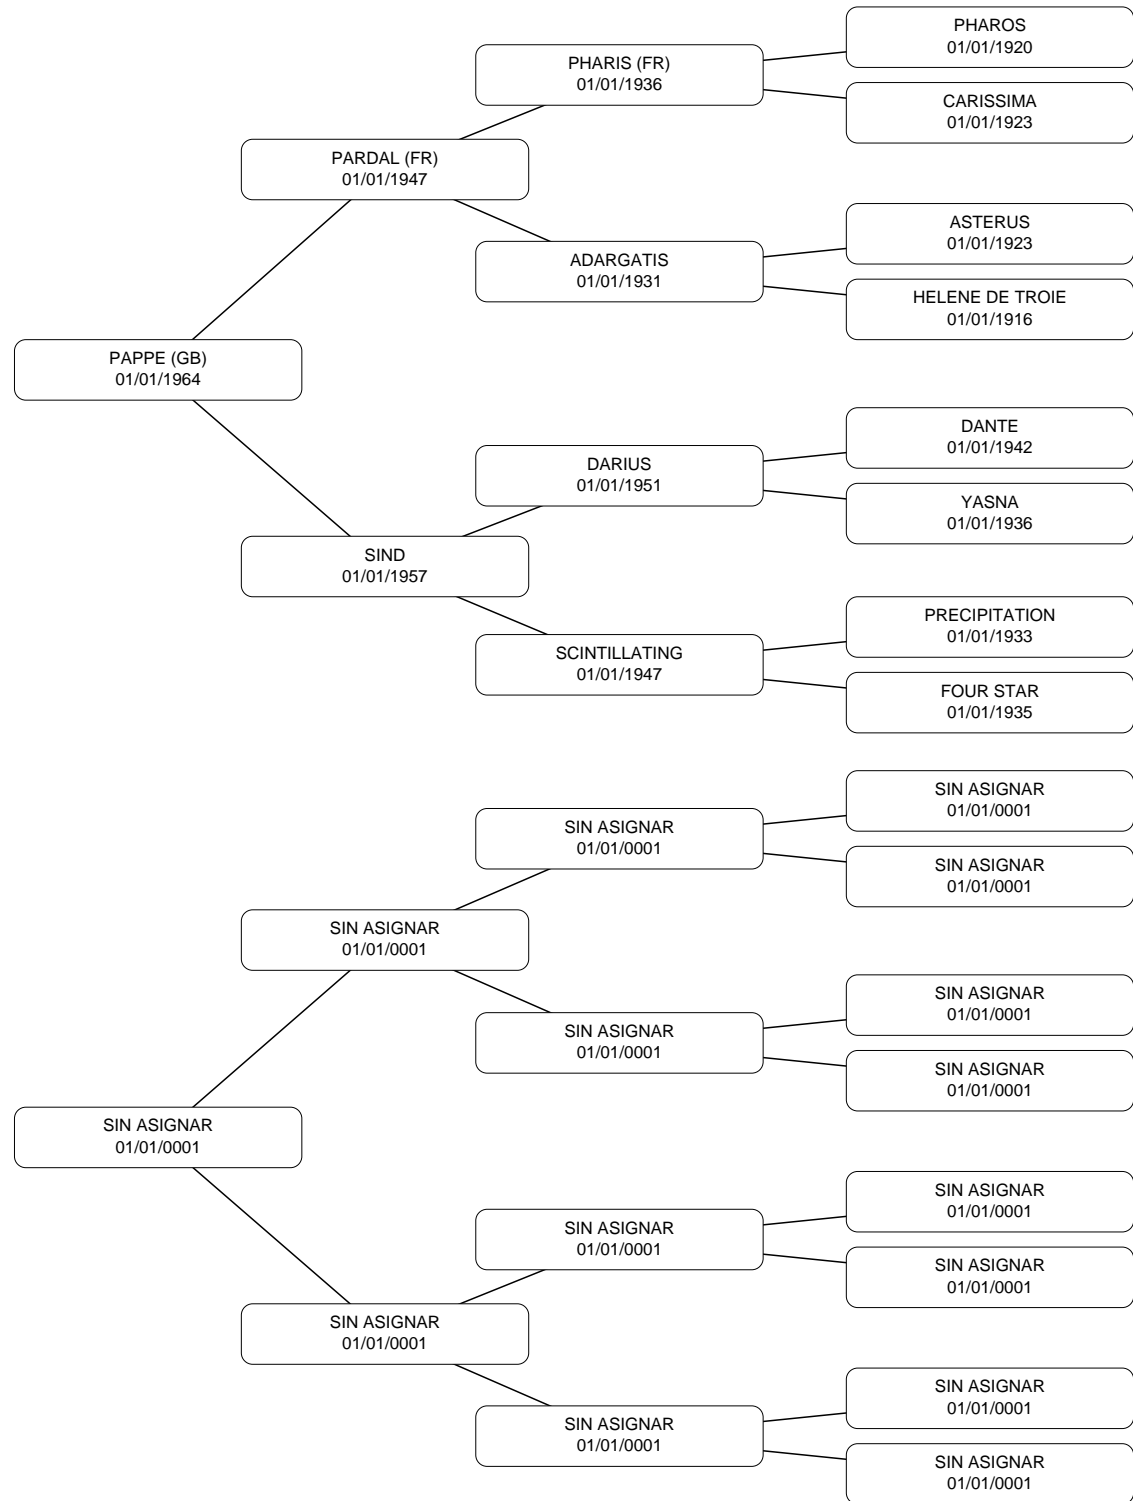 PHAROS
01/01/1920
PHARIS (FR)
01/01/1936
CARISSIMA
01/01/1923
PARDAL (FR)
01/01/1947
ASTERUS
01/01/1923
ADARGATIS
01/01/1931
HELENE DE TROIE
01/01/1916
PAPPE (GB)
01/01/1964
DANTE
01/01/1942
DARIUS
01/01/1951
YASNA
01/01/1936
SIND
01/01/1957
PRECIPITATION
01/01/1933
SCINTILLATING
01/01/1947
FOUR STAR
01/01/1935
SIN ASIGNAR
01/01/0001
SIN ASIGNAR
01/01/0001
SIN ASIGNAR
01/01/0001
SIN ASIGNAR
01/01/0001
SIN ASIGNAR
01/01/0001
SIN ASIGNAR
01/01/0001
SIN ASIGNAR
01/01/0001
SIN ASIGNAR
01/01/0001
SIN ASIGNAR
01/01/0001
SIN ASIGNAR
01/01/0001
SIN ASIGNAR
01/01/0001
SIN ASIGNAR
01/01/0001
SIN ASIGNAR
01/01/0001
SIN ASIGNAR
01/01/0001
SIN ASIGNAR
01/01/0001